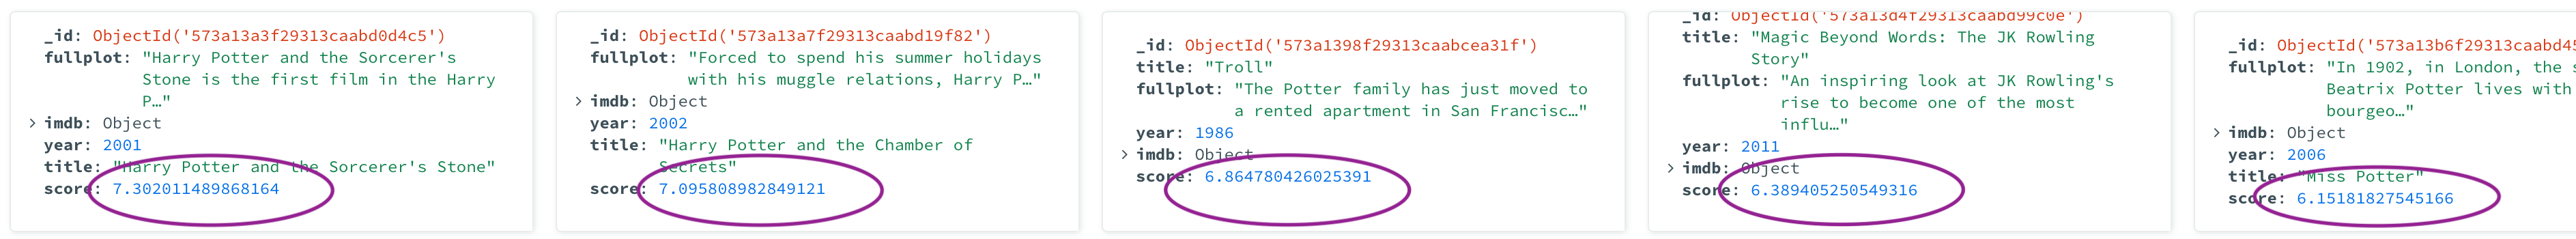 _id: ObjectId('573a13a3f29313caabd0d4c5')
fullplot: "Harry Potter and the Sorcerer's
Stone is the first film in the Harry
P…"
> imdb: Object
year: 2001
title: "Harry Potter and the Sorcerer's Stone"
score: 7.302011489868164
_id: ObjectId('573a13a7f29313caabd19f82')
fullplot: "Forced to spend his summer holidays
with his muggle relations, Harry P…"
> imdb: Object
year: 2002
title: "Harry Potter and the Chamber of
Secrets"
score: 7.095808982849121
_id: ObjectId('573a1398f29313caabcea31f')
title: "Troll"
fullplot: "The Potter family has just moved to
a rented apartment in San Francisc…"
year: 1986
> imdb: Object
score: 6.864780426025391
_id: ObjectId('573a13d4f29313caabd99c0e')
title: "Magic Beyond Words: The JK Rowling
Story"
fullplot: "An inspiring look at JK Rowling's
rise to become one of the most
influ…"
year: 2011
> imdb: Object
score: 6.389405250549316
_id: ObjectId('573a13b6f29313caabd45
fullplot: "In 1902, in London, the s
Beatrix Potter lives with
bourgeo…"
> imdb: Object
year: 2006
title: "Miss Potter"
score: 6.15181827545166